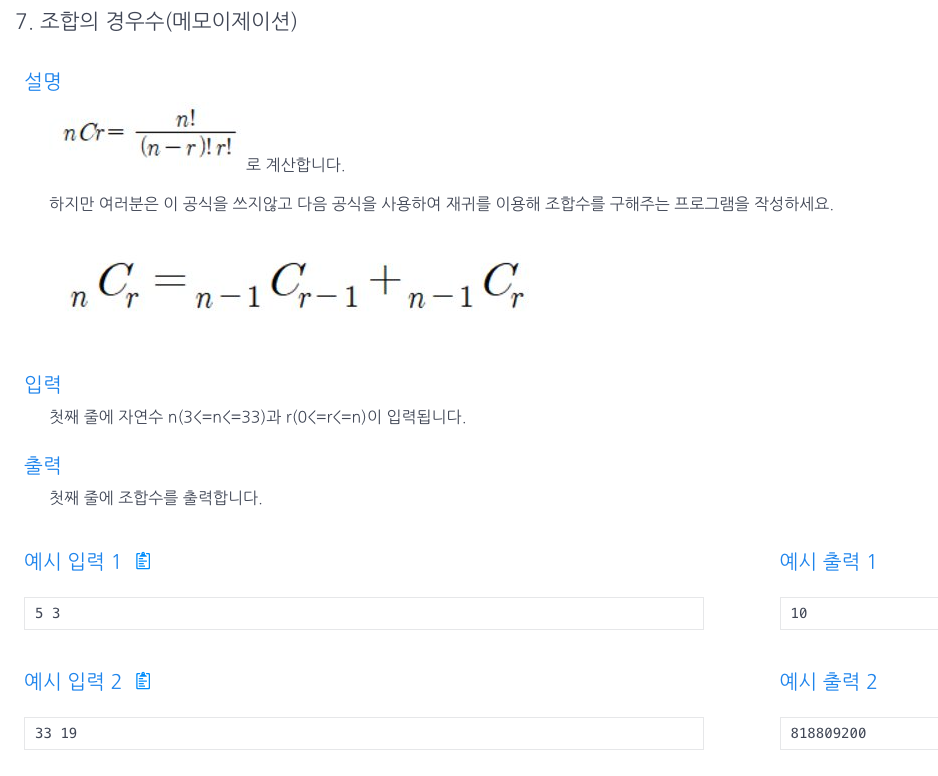 7. 조합의 경우수(메모이제이션)
설명
nCr= n! / (n-r)! r! 로 계산합니다.
하지만 여러분은 이 공식을 쓰지않고 다음 공식을 사용하여 재귀를 이용해 조합수를 구해주는 프로그램을 작성하세요.
nCr = n-1Cr-1 + n-1Cr
입력
첫째 줄에 자연수 n(3<=n<=33)과 r(0<=r<=n)이 입력됩니다.
출력
첫째 줄에 조합수를 출력합니다.
예시 입력 1 예시 출력 1
5 3 10
예시 입력 2 예시 출력 2
33 19 818809200